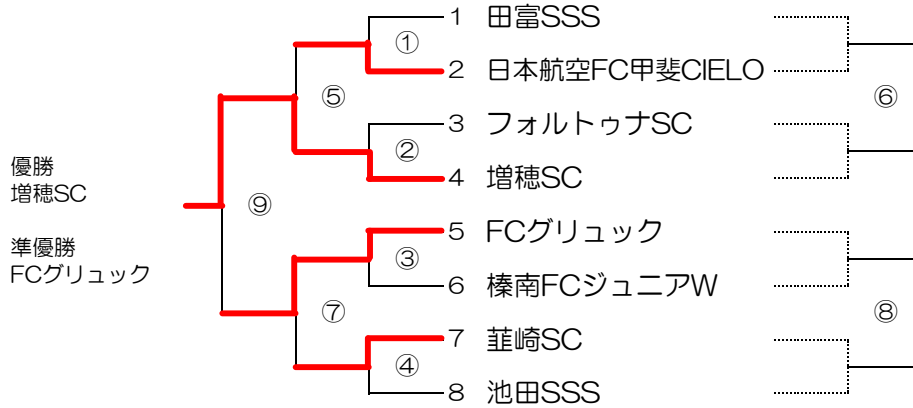 1 田富SSS
①
2 日本航空FC甲斐CIELO
⑤
⑥
3 フォルトゥナSC
②
4 増穂SC
優勝
増穂SC
⑨
5 FCグリュック
準優勝
FCグリュック
③
6 榛南FCジュニアW
⑦
⑧
7 韮崎SC
④
8 池田SSS